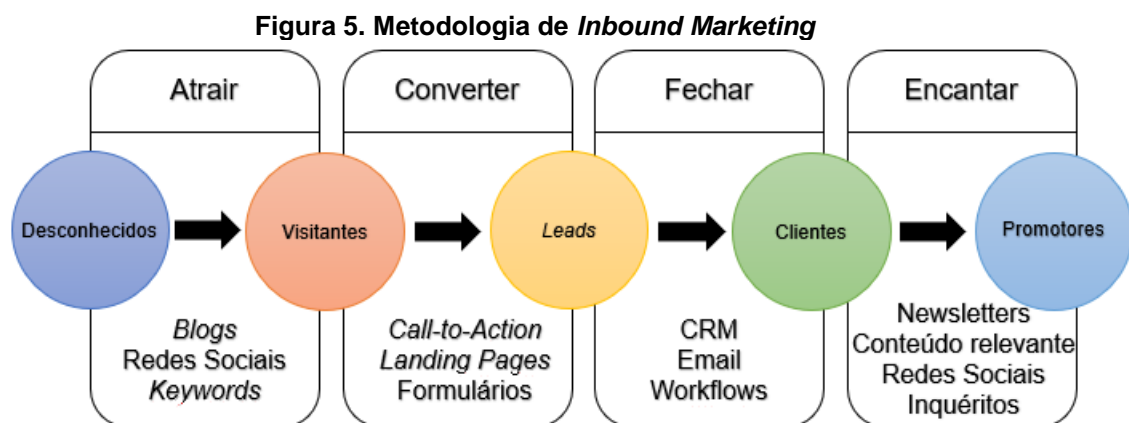 Figura 5. Metodologia de Inbound Marketing
Atrair
Converter
Fechar
Encantar
Desconhecidos
Visitantes
Leads
Clientes
Promotores
Blogs
Redes Sociais
Keywords
Call-to-Action
Landing Pages
Formulários
CRM
Email
Workflows
Newsletters
Conteúdo relevante
Redes Sociais
Inquéritos